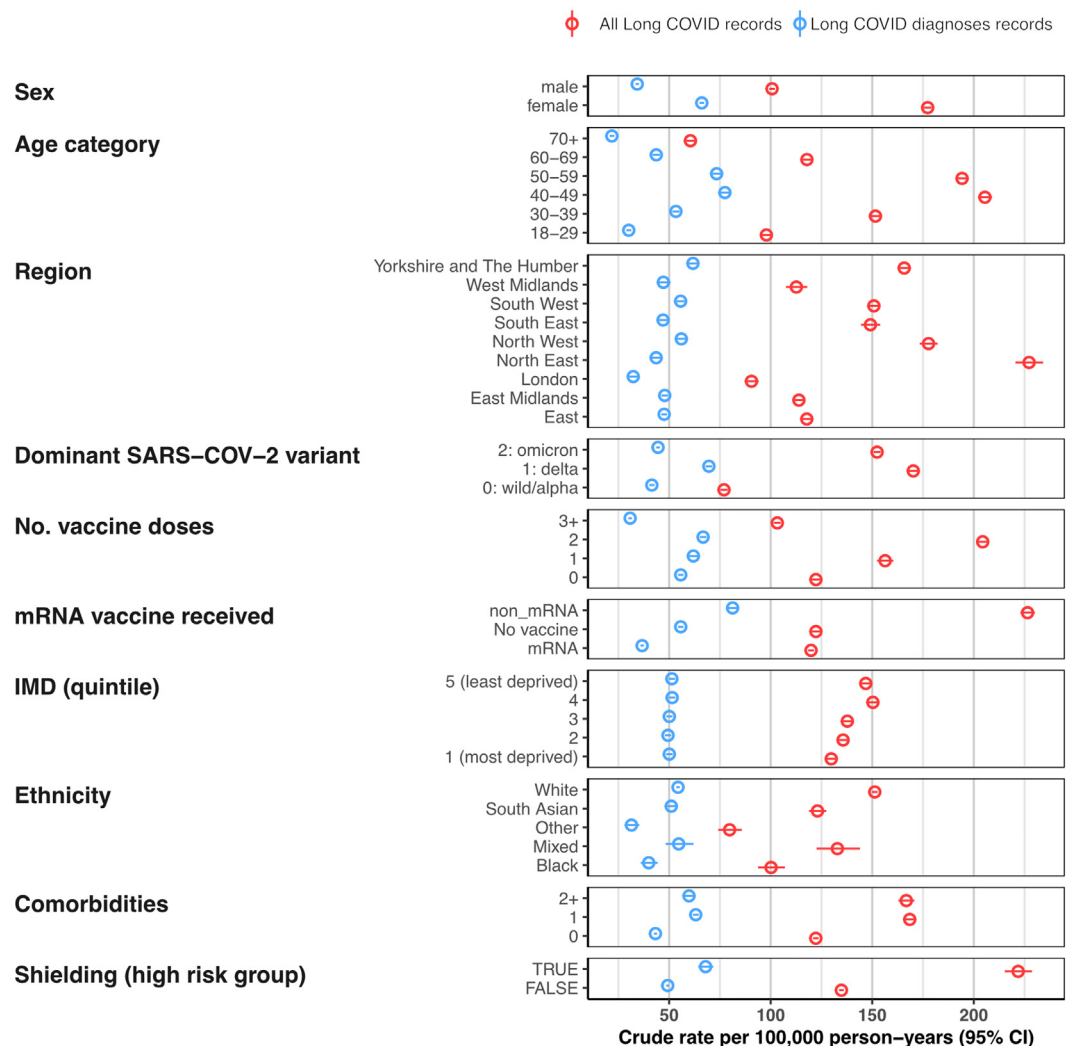 All Long COVID records Long COVID diagnoses records
Sex
male
female
Age category
70+
60–69
50–59
40–49
30–39
18–29
Region
Yorkshire and The Humber
West Midlands
South West
South East
North West
North East
London
East Midlands
East
Dominant SARS–COV–2 variant
2: omicron
1: delta
0: wild/alpha
No. vaccine doses
3+
2
1
0
mRNA vaccine received
non_mRNA
No vaccine
mRNA
IMD (quintile)
5 (least deprived)
4
3
2
1 (most deprived)
Ethnicity
White
South Asian
Other
Mixed
Black
Comorbidities
2+
1
0
Shielding (high risk group)
TRUE
FALSE
50 100 150 200
Crude rate per 100,000 person–years (95% CI)